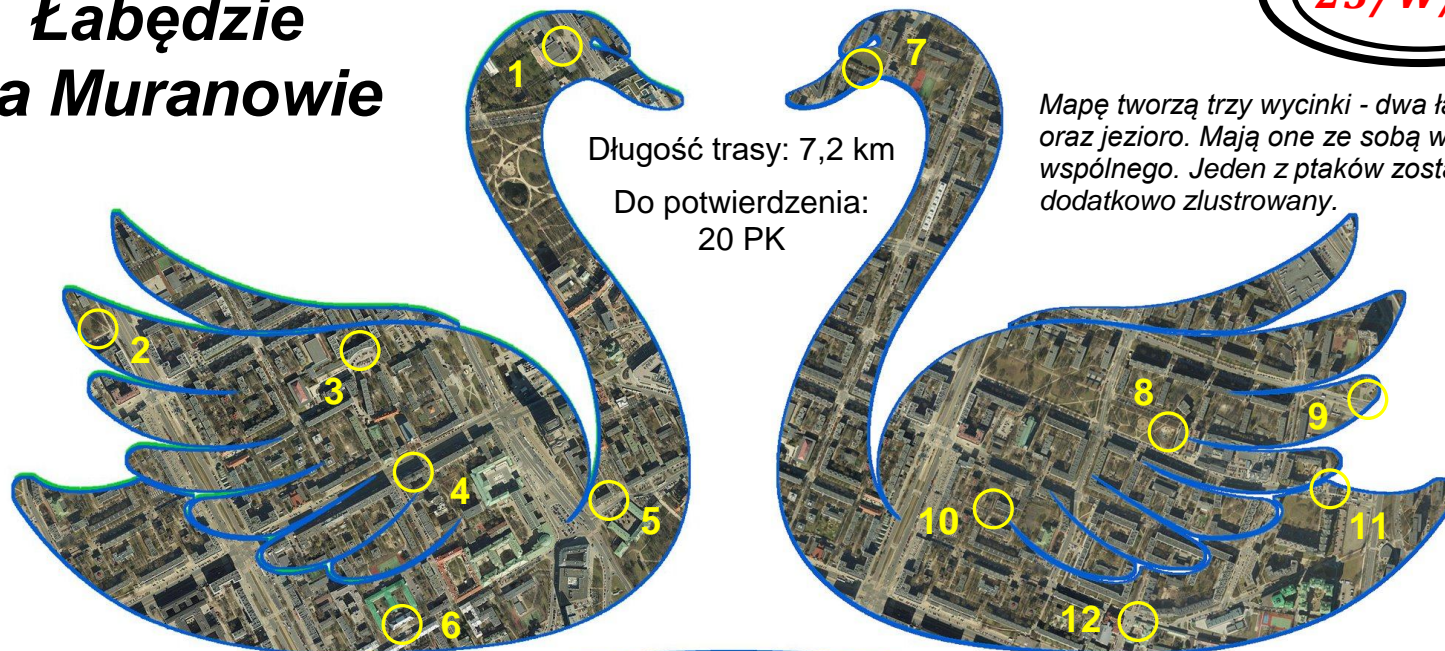 Łabędzie
a Muranowie
Długość trasy: 7,2 km
Do potwierdzenia:
20 PK
Mapę tworzą trzy wycinki - dwa
oraz jezioro. Mają one ze sobą
wspólnego. Jeden z ptaków
dodatkowo zlustrowany.
1
2
3
4
5
6
7
8
9
10
11
12